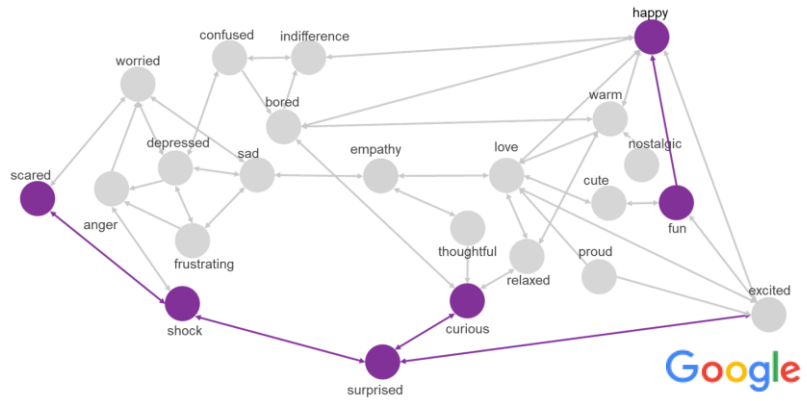 happy
confused
indifference
worried
warm
bored
depressed
sad
empathy
love
nostalgic
scared
cute
anger
fun
frustrating
thoughtful
proud
relaxed
excited
shock
curious
surprised
Google